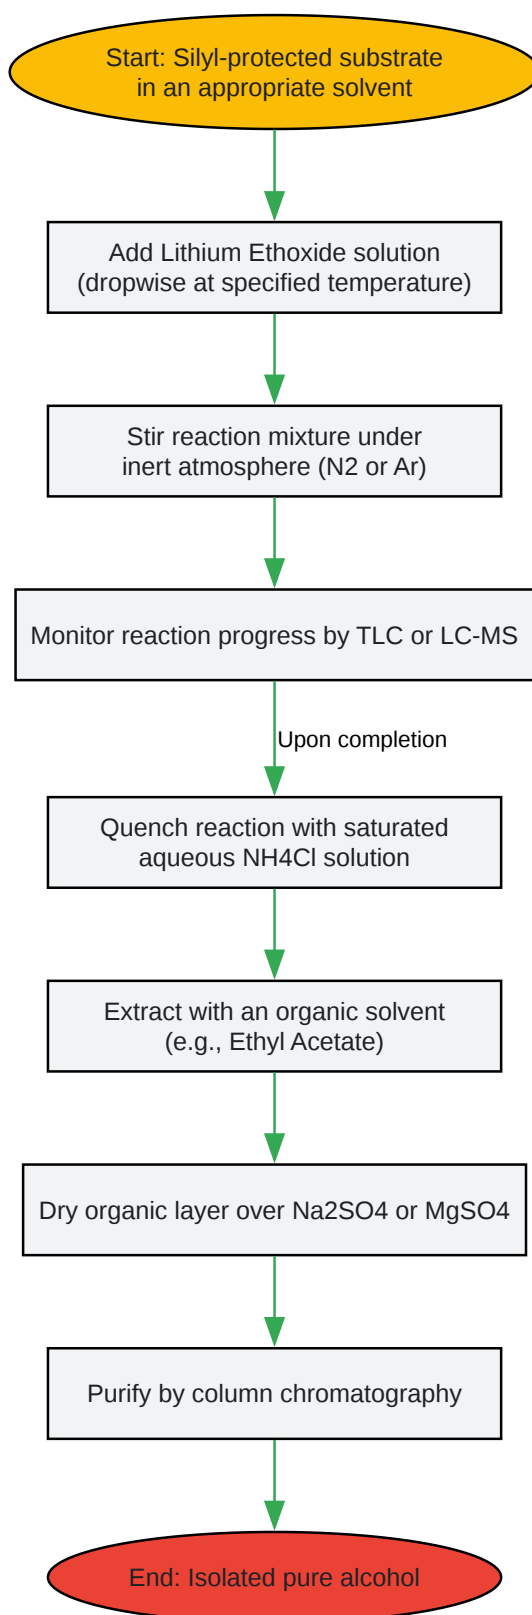 Start: Silyl-protected substrate
in an appropriate solvent
Add Lithium Ethoxide solution
(dropwise at specified temperature)
Stir reaction mixture under
inert atmosphere (N2 or Ar)
Monitor reaction progress by TLC or LC-MS
Upon completion
Quench reaction with saturated
aqueous NH4Cl solution
Extract with an organic solvent
(e.g., Ethyl Acetate)
Dry organic layer over Na2SO4 or MgSO4
Purify by column chromatography
End: Isolated pure alcohol